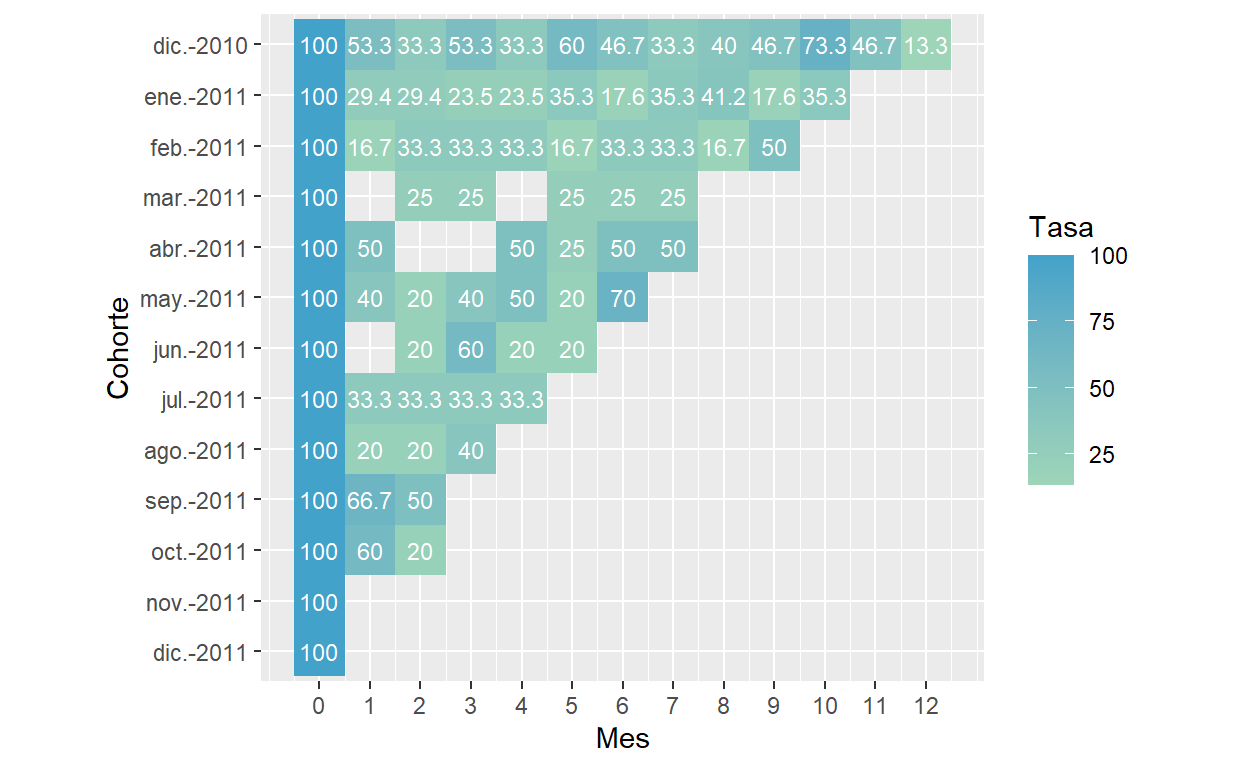 dic.-2010 100 53.3 33.3 53.3 33.3 60 46.7 33.3 40 46.7 73.3 46.7 13.3
ene.-2011 100 29.4 29.4 23.5 23.5 35.3 17.6 35.3 41.2 17.6 35.3
feb.-2011 100 16.7 33.3 33.3 33.3 16.7 33.3 33.3 16.7 50
mar.-2011 100 25 25 25 25 25
abr.-2011 100 50 50 25 50 50
may.-2011 100 40 20 40 50 20 70
jun.-2011 100 20 60 20 20
jul.-2011 100 33.3 33.3 33.3 33.3
ago.-2011 100 20 20 40
sep.-2011 100 66.7 50
oct.-2011 100 60 20
nov.-2011 100
dic.-2011 100
0 1 2 3 4 5 6 7 8 9 10 11 12
Mes
Cohorte
Tasa
100
75
50
25